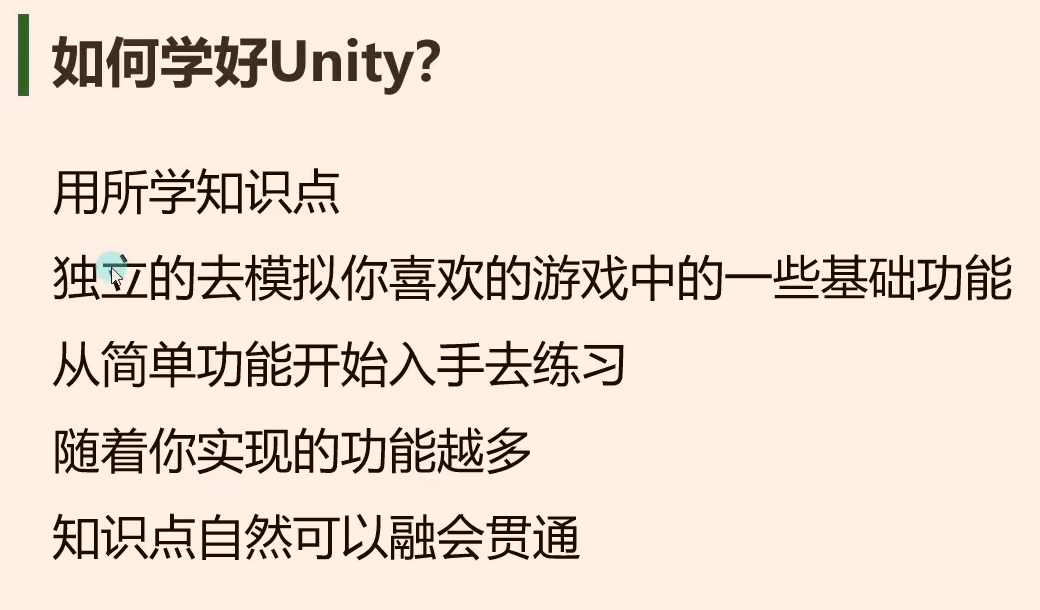 如何学好Unity?
用所学知识点
独立的去模拟你喜欢的游戏中的一些基础功能
从简单功能开始入手去练习
随着你实现的功能越多
知识点自然可以融会贯通